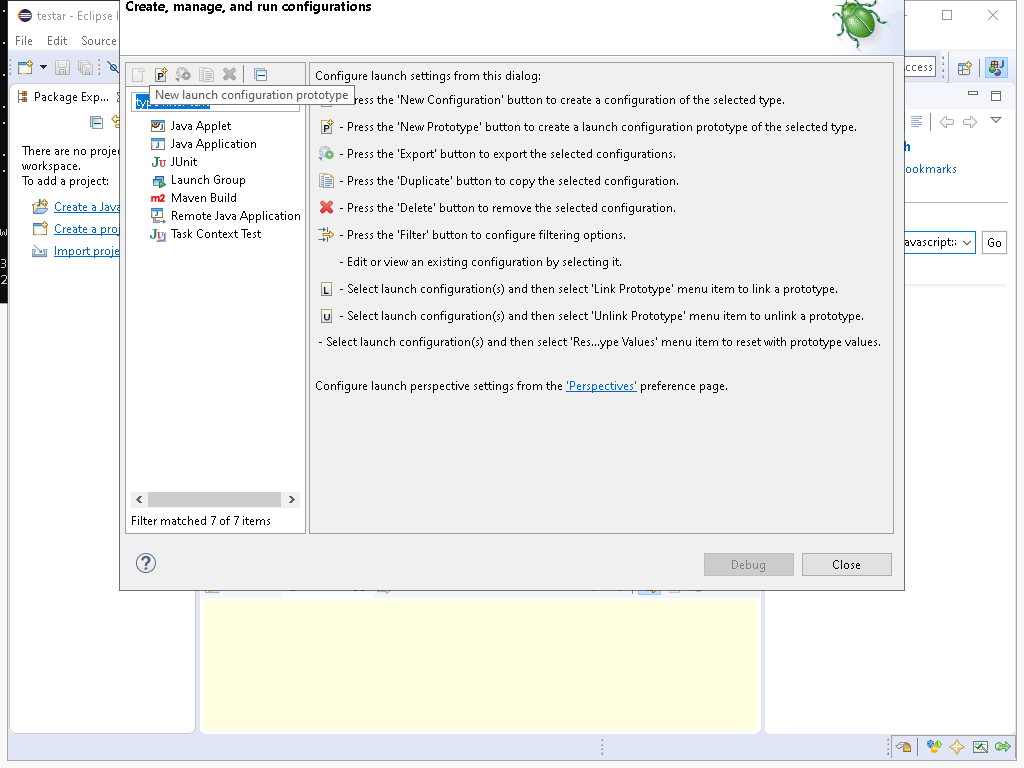 testar - Eclipse I
Create, manage, and run configurations
File Edit Source
Package Exp...
New launch configuration prototype
Configure launch settings from this dialog:
ress the 'New Configuration' button to create a configuration of the selected type.
- Press the 'New Prototype' button to create a launch configuration prototype of the selected type.
- Press the 'Export' button to export the selected configurations.
- Press the 'Duplicate' button to copy the selected configuration.
- Press the 'Delete' button to remove the selected configuration.
- Press the 'Filter' button to configure filtering options.
- Edit or view an existing configuration by selecting it.
- Select launch configuration(s) and then select 'Link Prototype' menu item to link a prototype.
- Select launch configuration(s) and then select 'Unlink Prototype' menu item to unlink a prototype.
- Select launch configuration(s) and then select 'Res...ype Values' menu item to reset with prototype values.
Configure launch perspective settings from the 'Perspectives' preference page.
Java Applet
Java Application
JUnit
Launch Group
Maven Build
Remote Java Application
Task Context Test
Filter matched 7 of 7 items
There are no proje
workspace.
To add a project:
Create a Java
Create a proj
Import proje
ccess
h
ookmarks
avascript:
Go
Debug
Close